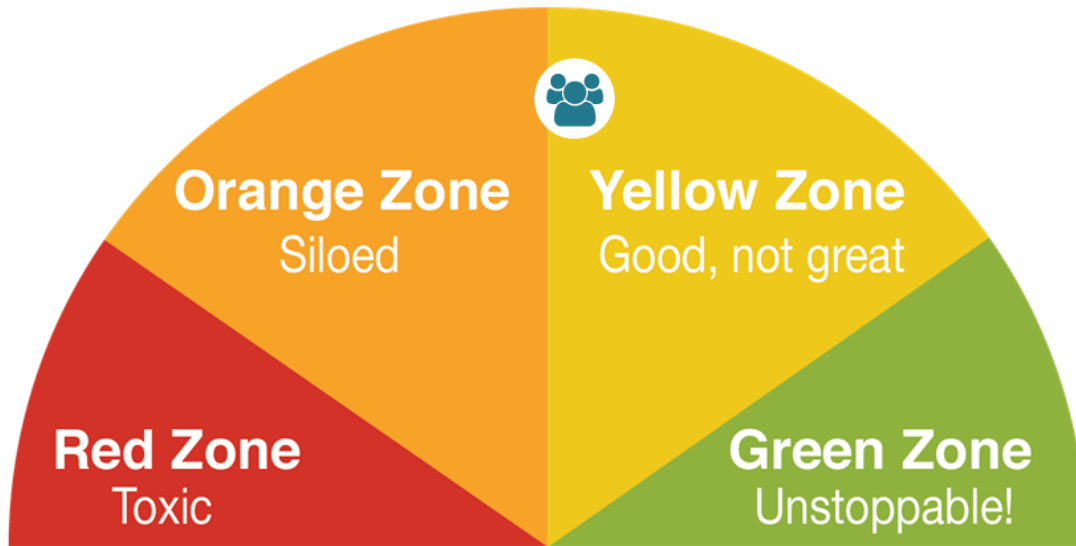 Orange Zone
Siloed
Yellow Zone
Good, not great
Red Zone
Toxic
Green Zone
Unstoppable!